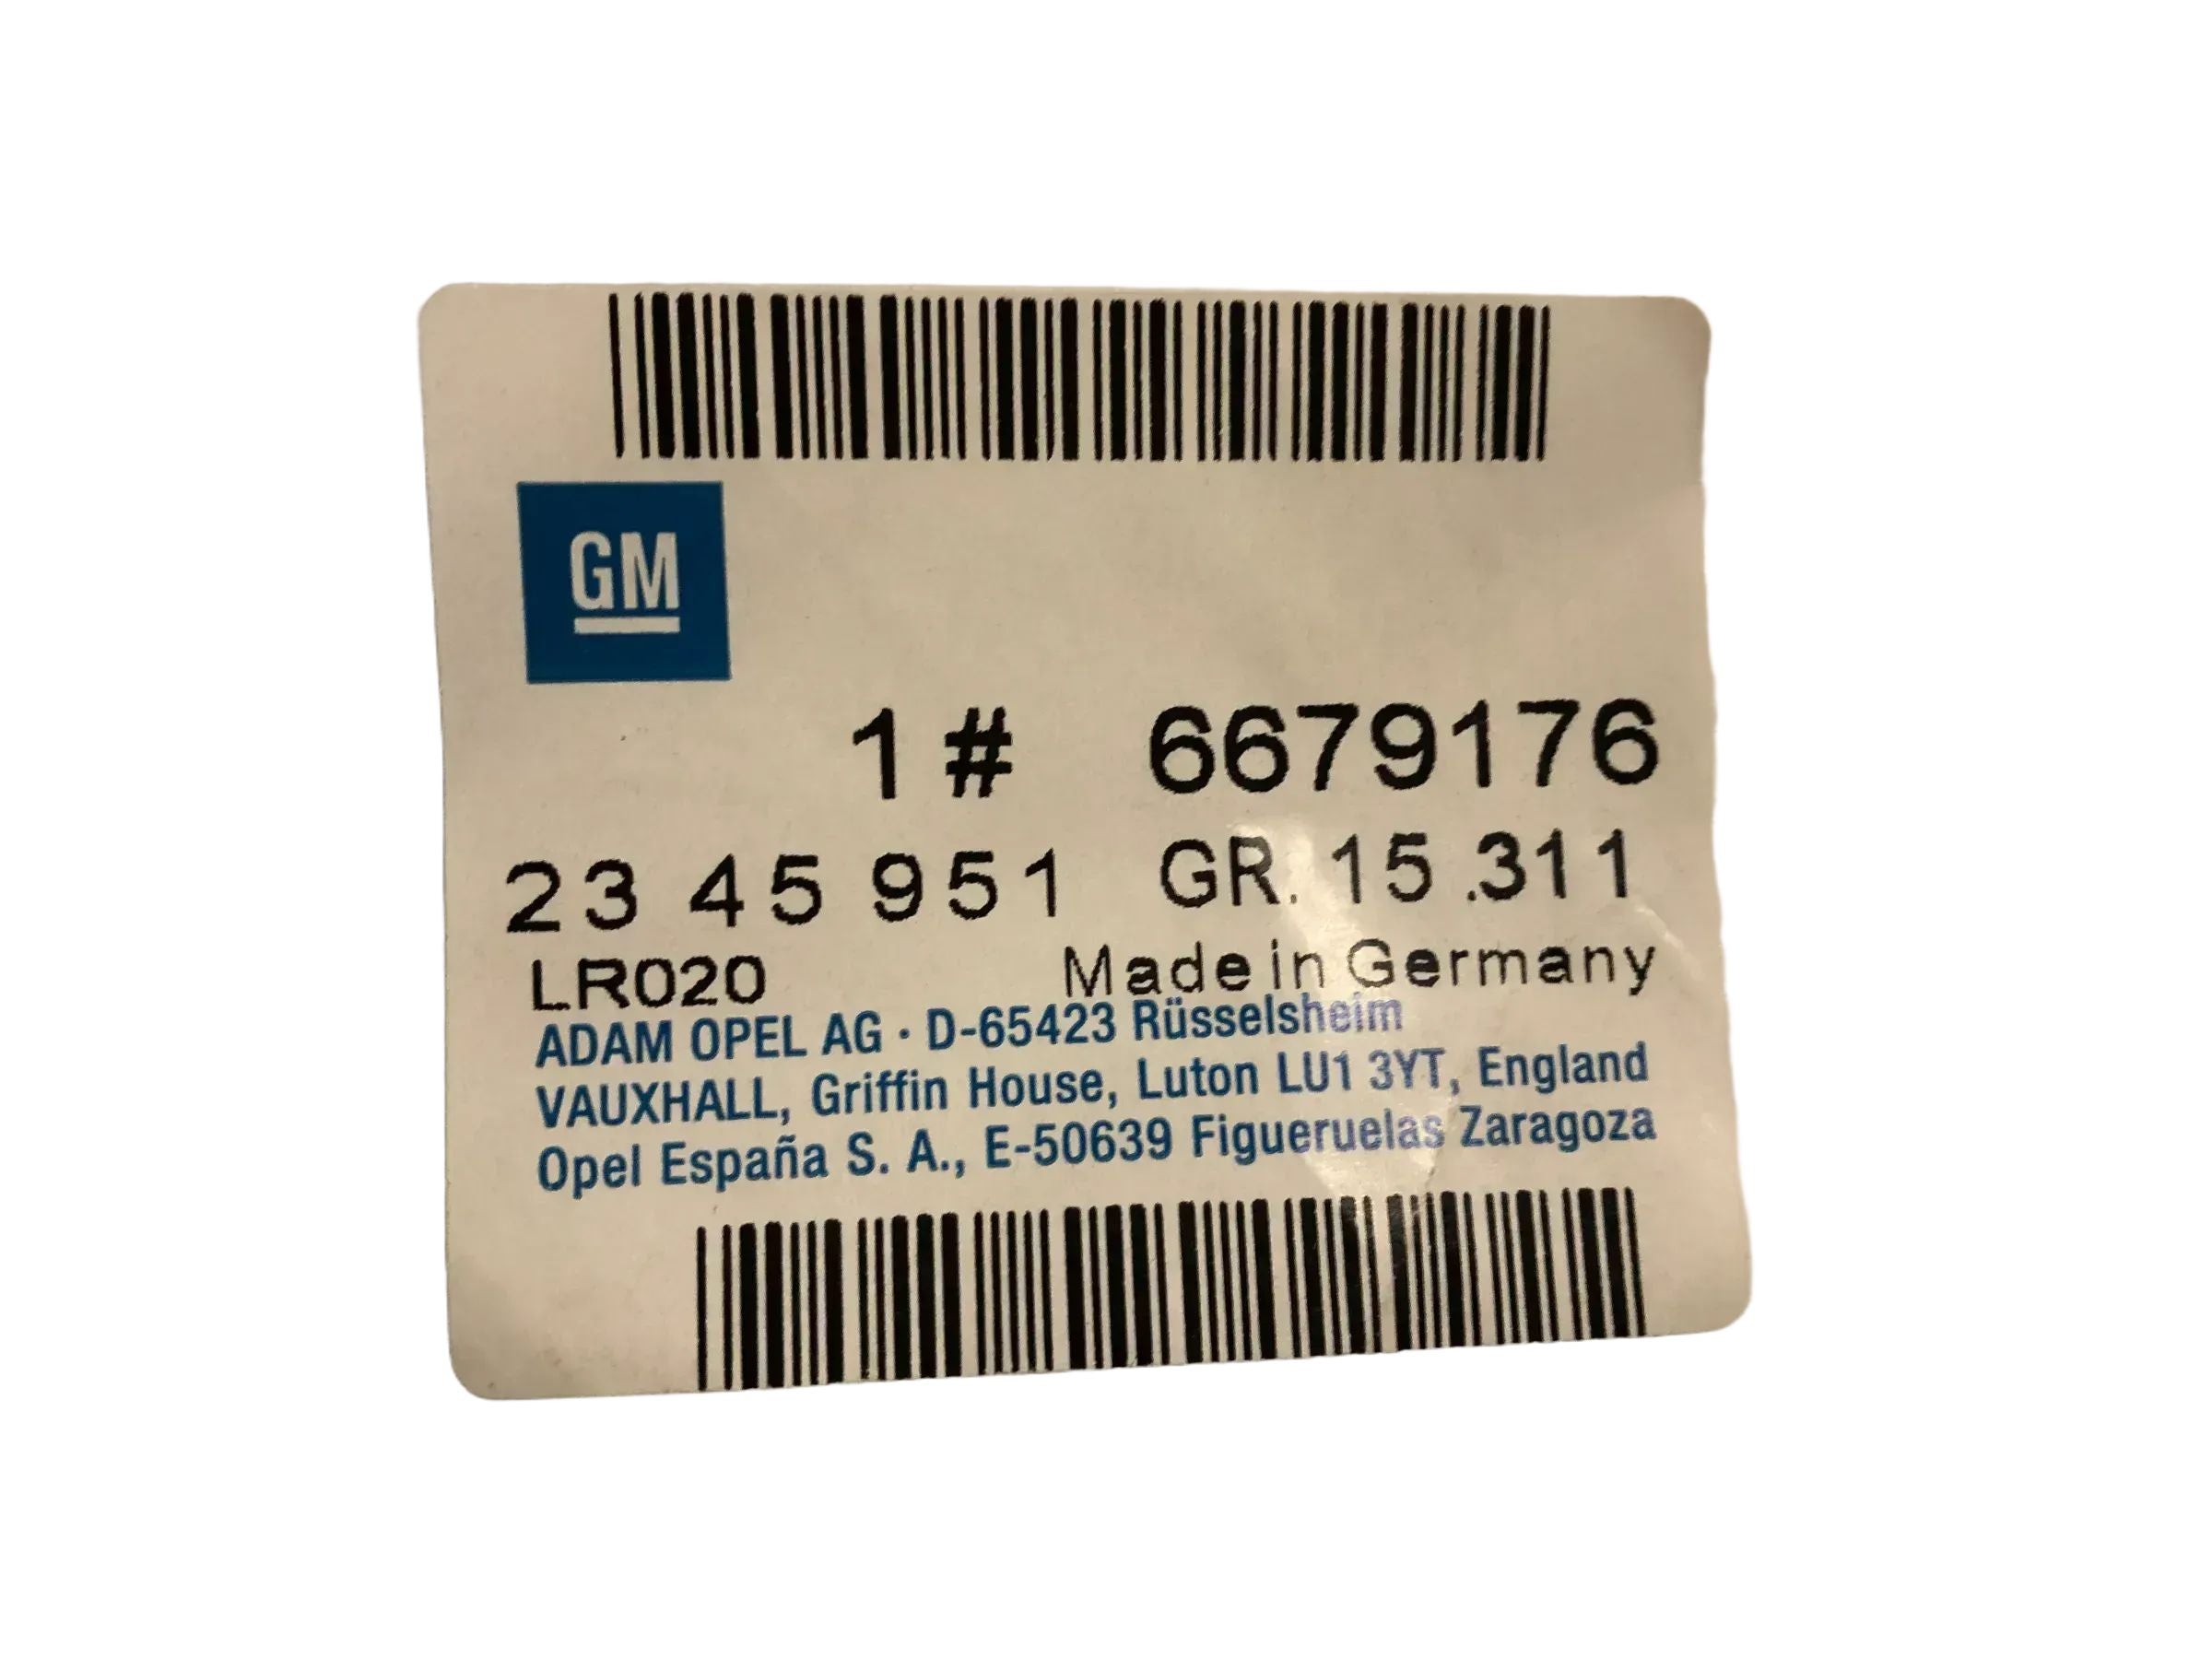 GM
1 # 6679176
23 45 951 GR. 15.311
LR020 Made in Germany
ADAM OPEL AG · D-65423 Rüsselsheim
VAUXHALL, Griffin House, Luton LU1 3YT, England
Opel España S. A., E-50639 Figueruelas Zaragoza